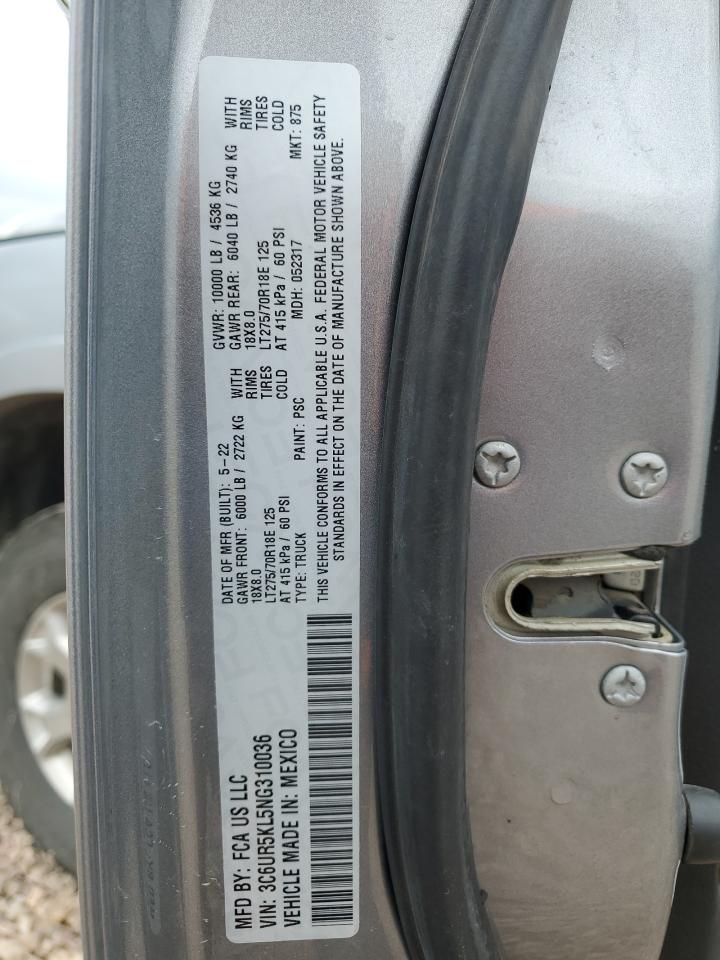 MFD BY: FCA US LLC
VIN: 3C6UR5KL5NG310036
VEHICLE MADE IN: MEXICO
DATE OF MFR (BUILT): 5-22
GAWR FRONT: 6000 LB / 2722 KG WITH
18X8.0 RIMS
LT275/70R18E 125 TIRES
AT 415 kPa / 60 PSI COLD
TYPE: TRUCK PAINT: PSC
GVWR: 10000 LB / 4536 KG
GAWR REAR: 6040 LB / 2740 KG WITH
18X8.0 RIMS
LT275/70R18E 125 TIRES
AT 415 kPa / 60 PSI COLD
MDH: 052317 MKT: 875
THIS VEHICLE CONFORMS TO ALL APPLICABLE U.S.A. FEDERAL MOTOR VEHICLE SAFETY
STANDARDS IN EFFECT ON THE DATE OF MANUFACTURE SHOWN ABOVE.